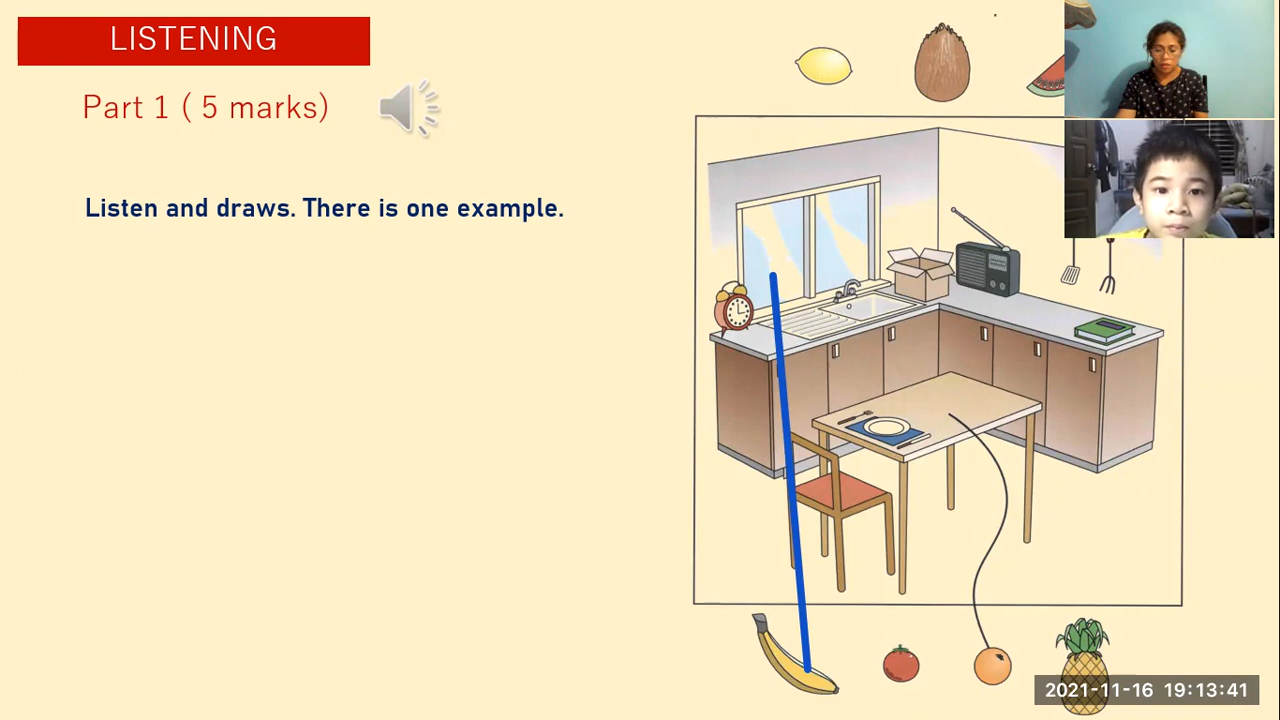 LISTENING
Part 1 ( 5 marks)
Listen and draws. There is one example.
2021-11-16 19:13:41